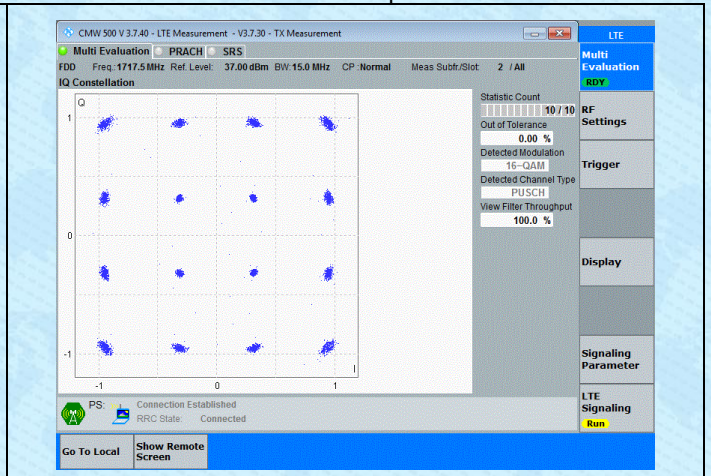 CMW 500 V 3.7.40 - LTE Measurement - V3.7.30 - TX Measurement
LTE
Multi Evaluation PRACH SRS
FDD Freq.: 1717.5 MHz Ref. Level: 37.00 dBm BW: 15.0 MHz CP : Normal Meas Subfr./Slot: 2 / All
IQ Constellation
Q
1
0
-1
-1 0 1
I
Statistic Count
10 / 10
Out of Tolerance
0.00 %
Detected Modulation
16-QAM
Detected Channel Type
PUSCH
View Filter Throughput
100.0 %
Multi
Evaluation
RDY
RF
Settings
Trigger
Display
Signaling
Parameter
LTE
Signaling
Run
PS: Connection Established
RRC State: Connected
Go To Local
Show Remote
Screen